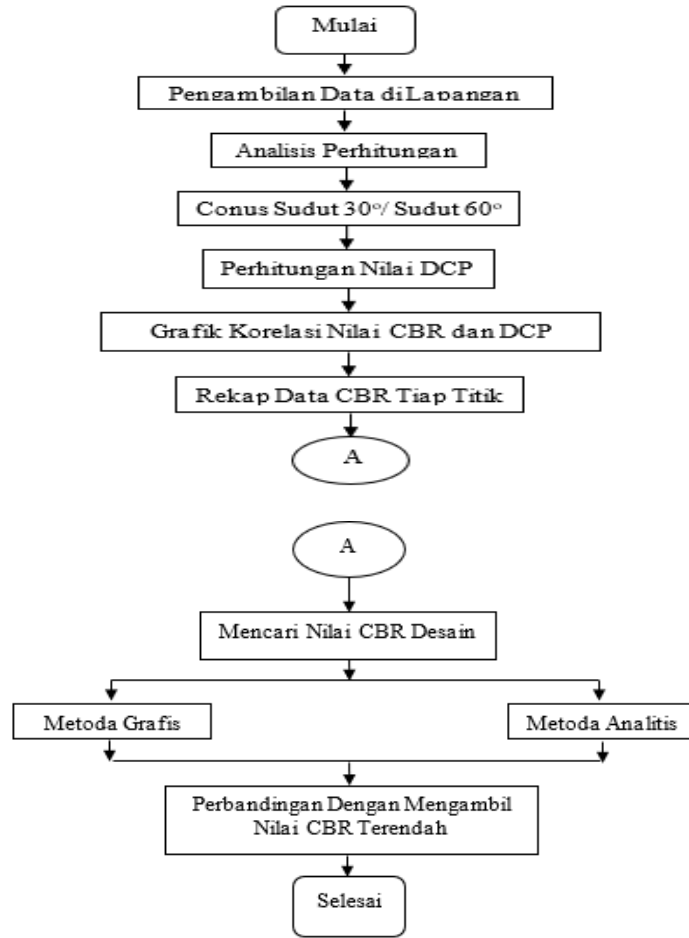 Mulai
Pengambilan Data di Lapangan
Analisis Perhitungan
Conus Sudut 30°/ Sudut 60°
Perhitungan Nilai DCP
Grafik Korelasi Nilai CBR dan DCP
Rekap Data CBR Tiap Titik
A
A
Mencari Nilai CBR Desain
Metoda Grafis
Metoda Analitis
Perbandingan Dengan Mengambil
Nilai CBR Terendah
Selesai